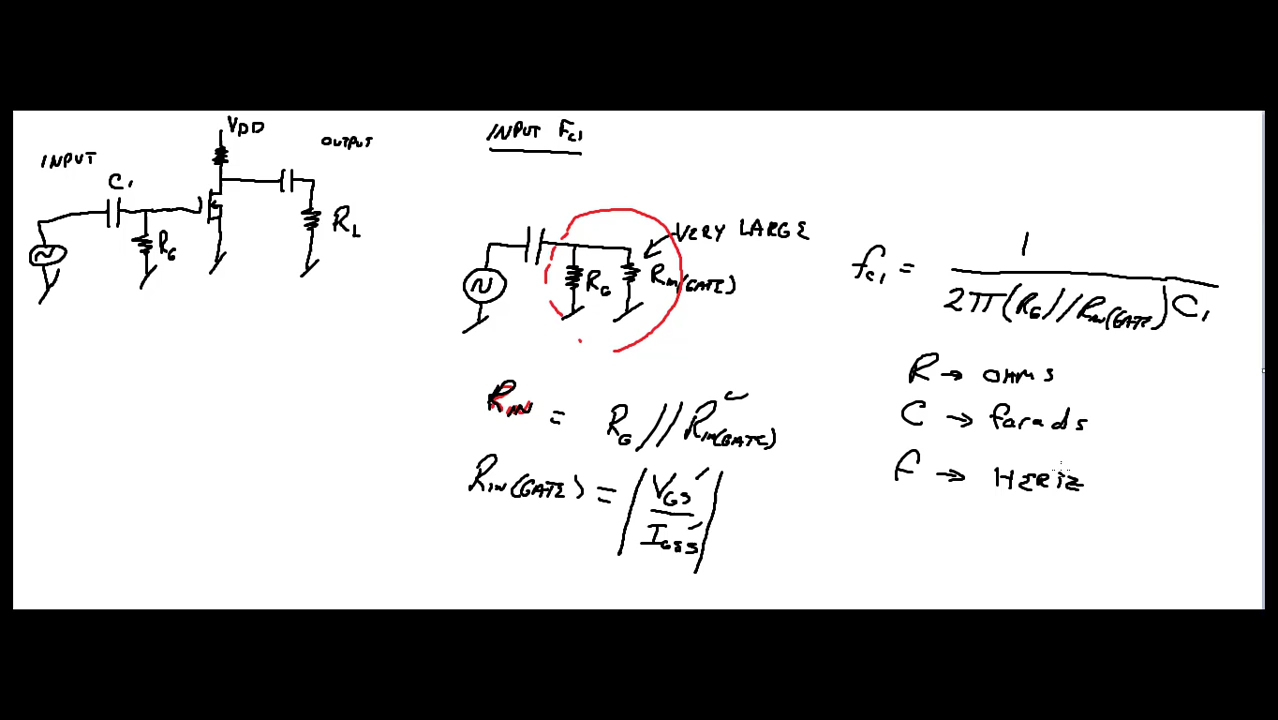 VDD
OUTPUT
INPUT
C1
RG
RL
INPUT Fc1
VERY LARGE
RG
RIN(GATE)
fc1 = 1 / 2π(RG)//RIN(GATE))C1
RIN = RG // RIN(GATE)
RIN(GATE) = |VGS / IGSS|
R → OHMS
C → farads
F → HERTZ